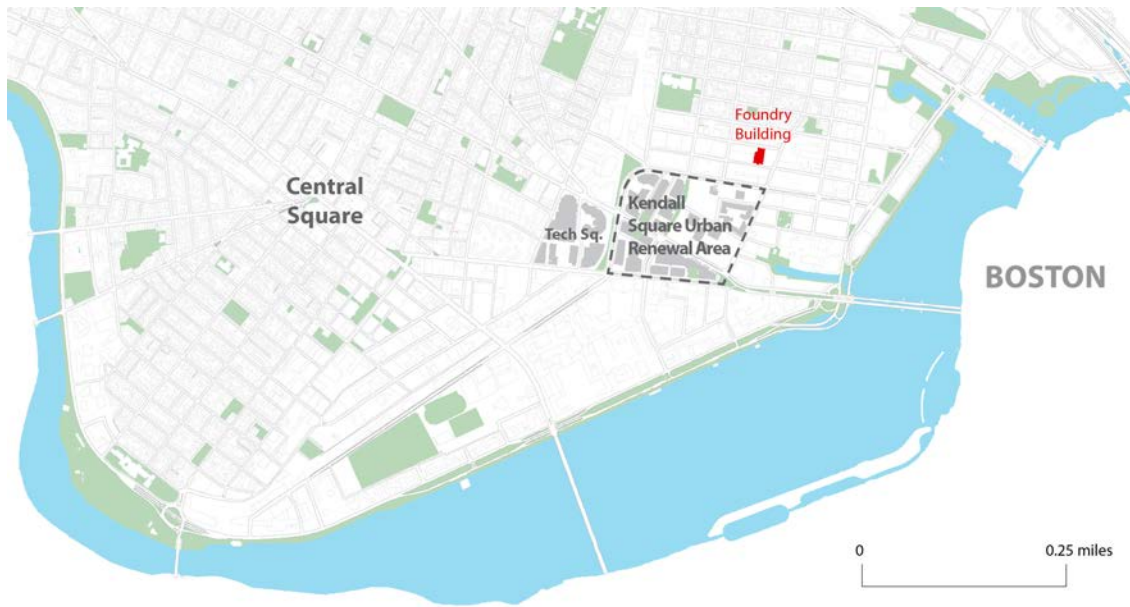 Foundry
Building
Central
Square
Kendall
Square Urban
Renewal Area
Tech Sq.
BOSTON
0
0.25 miles